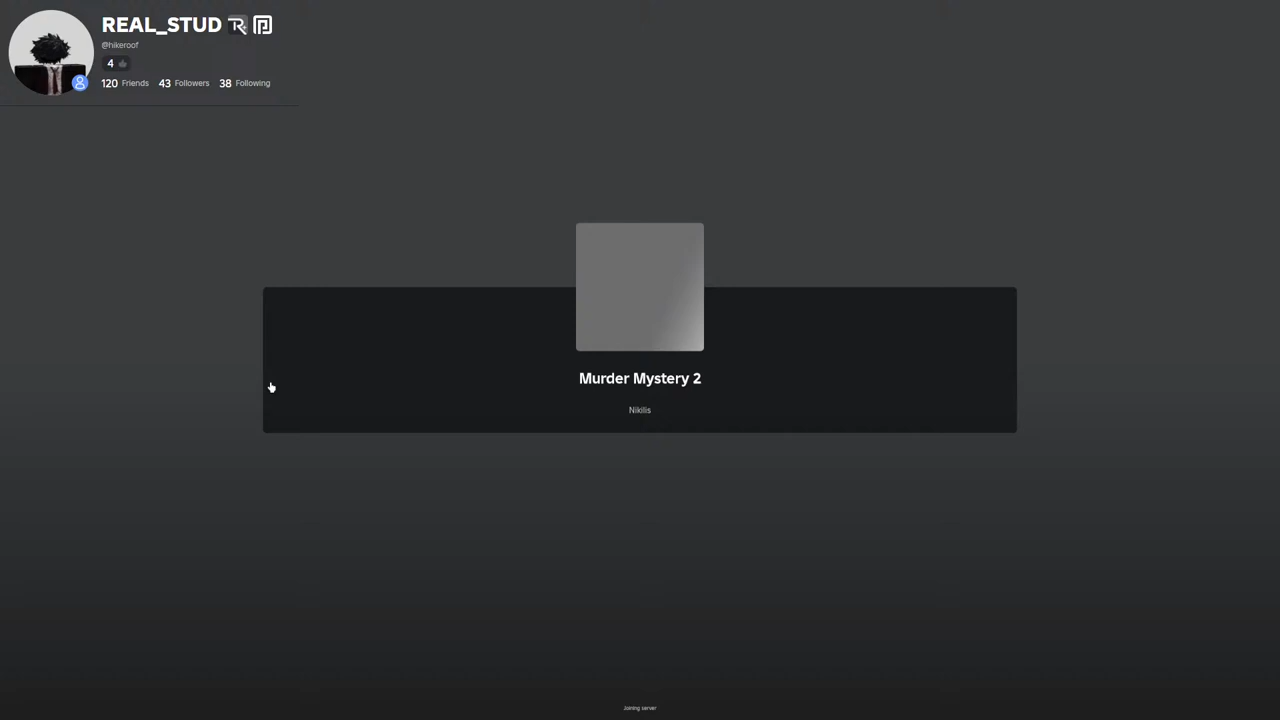 REAL_STUD
@hikeroof
4
120 Friends 43 Followers 38 Following
Murder Mystery 2
Nikilis
Joining server